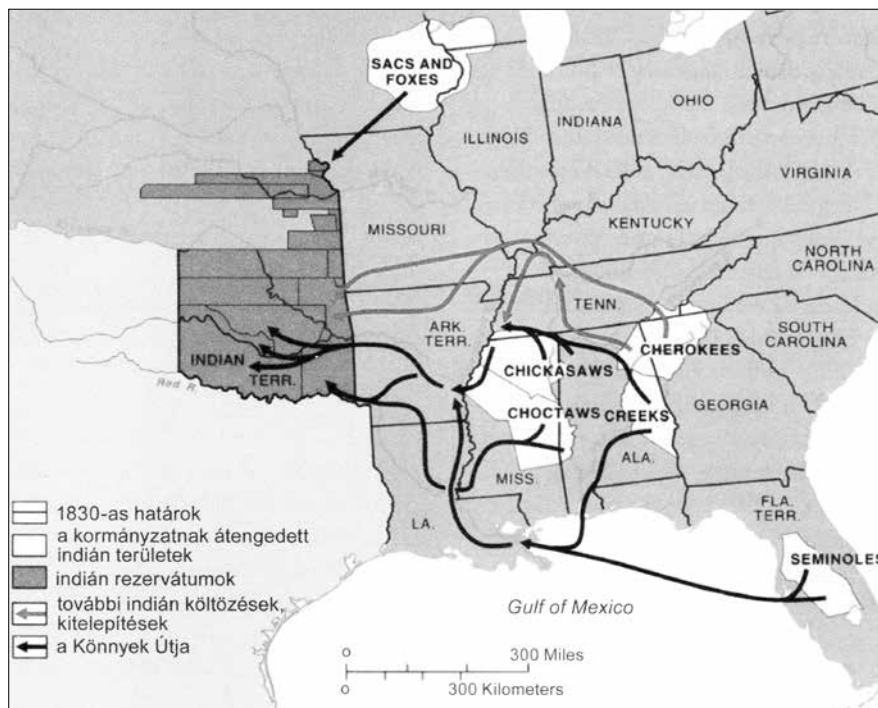 SACS AND
FOXES
ILLINOIS
INDIANA
OHIO
VIRGINIA
MISSOURI
KENTUCKY
NORTH
CAROLINA
TENN.
ARK.
TERR.
SOUTH
CAROLINA
CHEROKEES
INDIAN
TERR.
CHICKASAWS
Red R.
CHOCTAWS
CREEKS
GEORGIA
MISS.
ALA.
LA.
FLA.
TERR.
SEMINOLES
Gulf of Mexico
1830-as határok
a kormányzatnak átengedett
indián területek
indián rezervátumok
további indián költözések,
kitelepítések
a Könnyek Útja
0 300 Miles
0 300 Kilometers